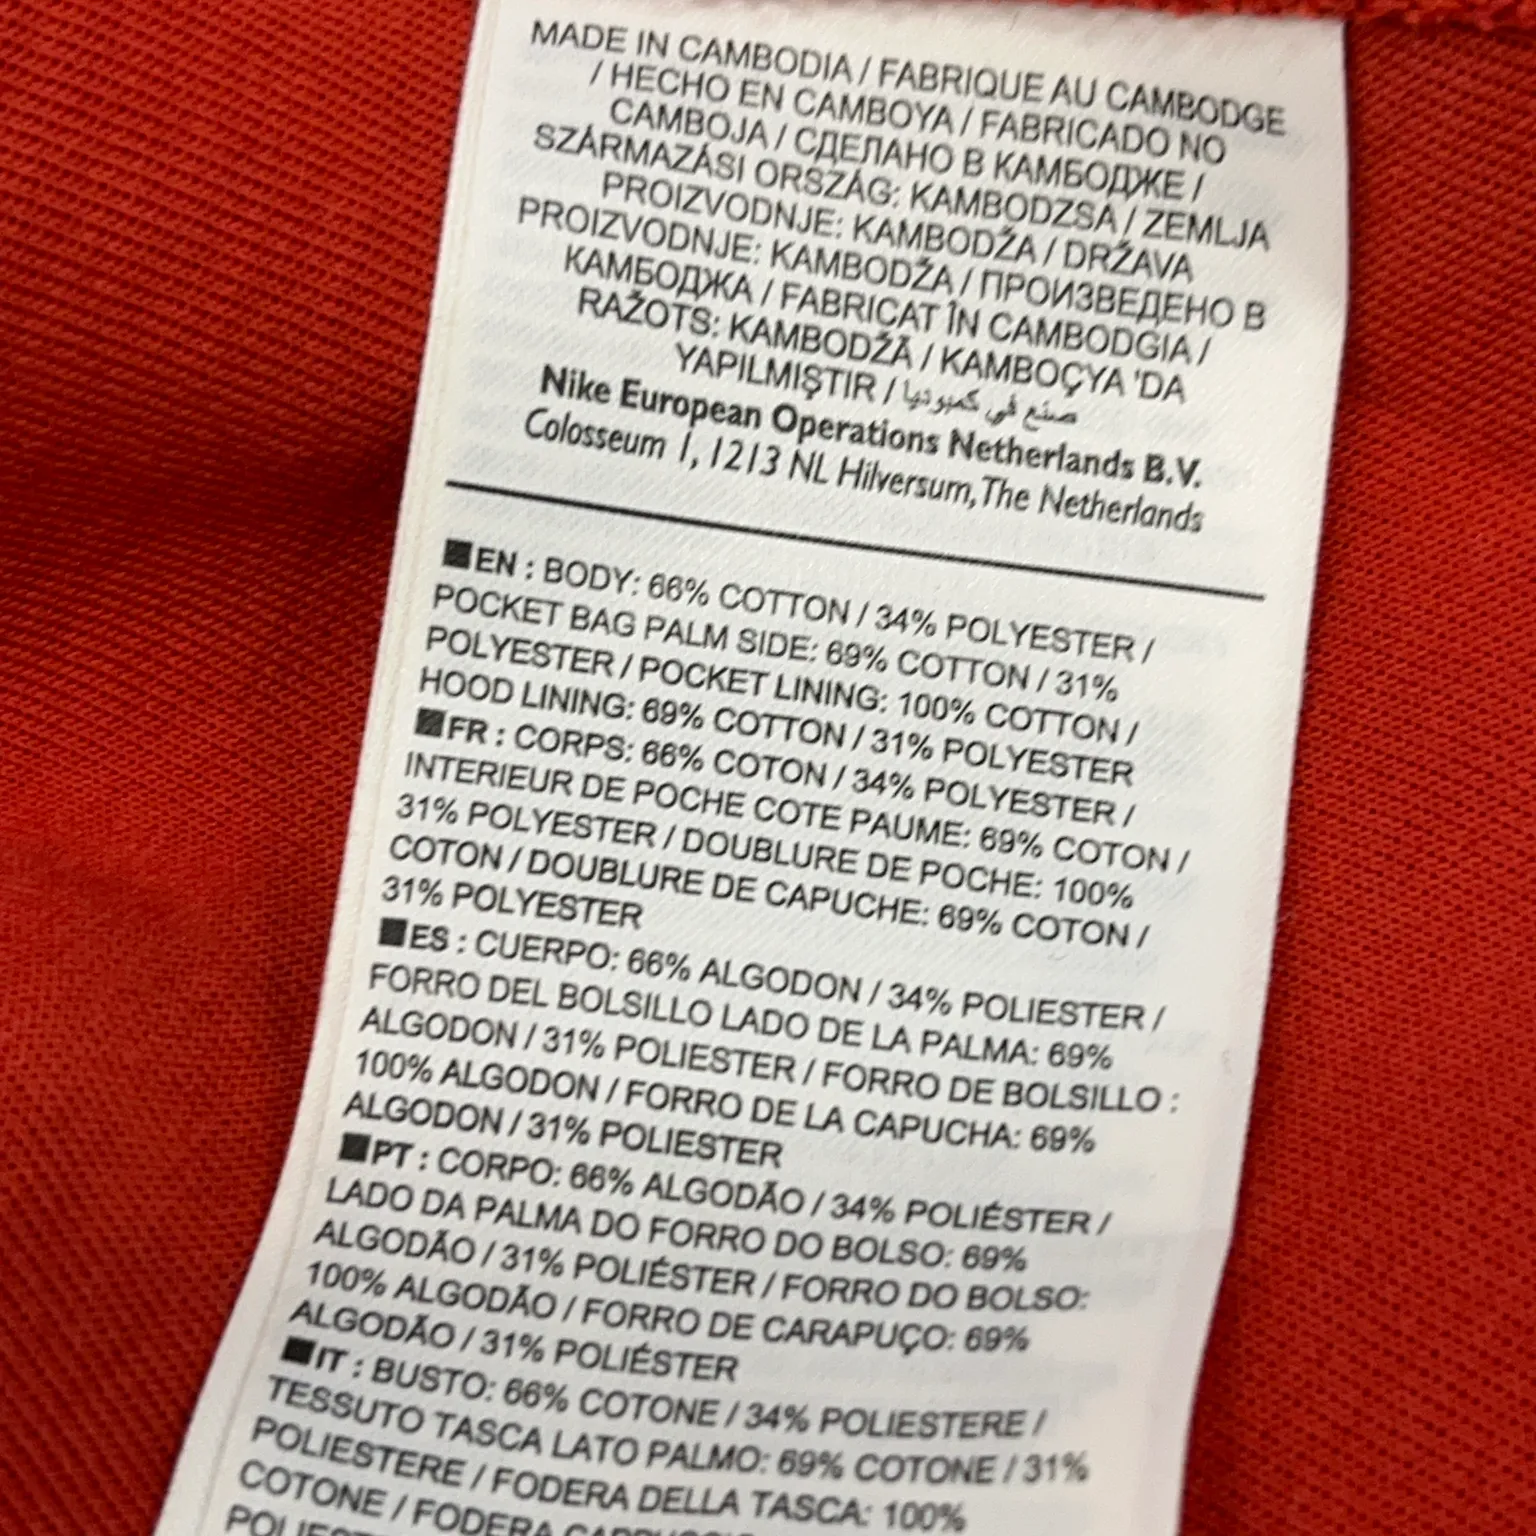 MADE IN CAMBODIA / FABRIQUE AU CAMBODGE
/ HECHO EN CAMBOYA / FABRICADO NO
CAMBOJA / СДЕЛАНО В КАМБОДЖЕ /
SZÁRMAZÁSI ORSZÁG: KAMBODZSA / ZEMLJA
PROIZVODNJE: KAMBODŽA / DRŽAVA
PROIZVODNJE: KAMBODŽA / ПРОИЗВЕДЕНО В
КАМБОДЖА / FABRICAT ÎN CAMBODGIA /
RAŽOTS: KAMBODŽĀ / KAMBOÇYA 'DA
YAPILMIŞTIR / صنع في كمبوديا
Nike European Operations Netherlands B.V.
Colosseum 1, 1213 NL Hilversum, The Netherlands
EN : BODY: 66% COTTON / 34% POLYESTER /
POCKET BAG PALM SIDE: 69% COTTON / 31%
POLYESTER / POCKET LINING: 100% COTTON /
HOOD LINING: 69% COTTON / 31% POLYESTER
FR : CORPS: 66% COTON / 34% POLYESTER /
INTERIEUR DE POCHE COTE PAUME: 69% COTON /
31% POLYESTER / DOUBLURE DE POCHE: 100%
COTON / DOUBLURE DE CAPUCHE: 69% COTON /
31% POLYESTER
ES : CUERPO: 66% ALGODON / 34% POLIESTER /
FORRO DEL BOLSILLO LADO DE LA PALMA: 69%
ALGODON / 31% POLIESTER / FORRO DE BOLSILLO :
100% ALGODON / FORRO DE LA CAPUCHA: 69%
ALGODON / 31% POLIESTER
PT : CORPO: 66% ALGODÃO / 34% POLIÉSTER /
LADO DA PALMA DO FORRO DO BOLSO: 69%
ALGODÃO / 31% POLIÉSTER / FORRO DO BOLSO:
100% ALGODÃO / FORRO DE CARAPUÇO: 69%
ALGODÃO / 31% POLIÉSTER
IT : BUSTO: 66% COTONE / 34% POLIESTERE /
TESSUTO TASCA LATO PALMO: 69% COTONE / 31%
POLIESTERE / FODERA DELLA TASCA: 100%
COTONE / FODERA